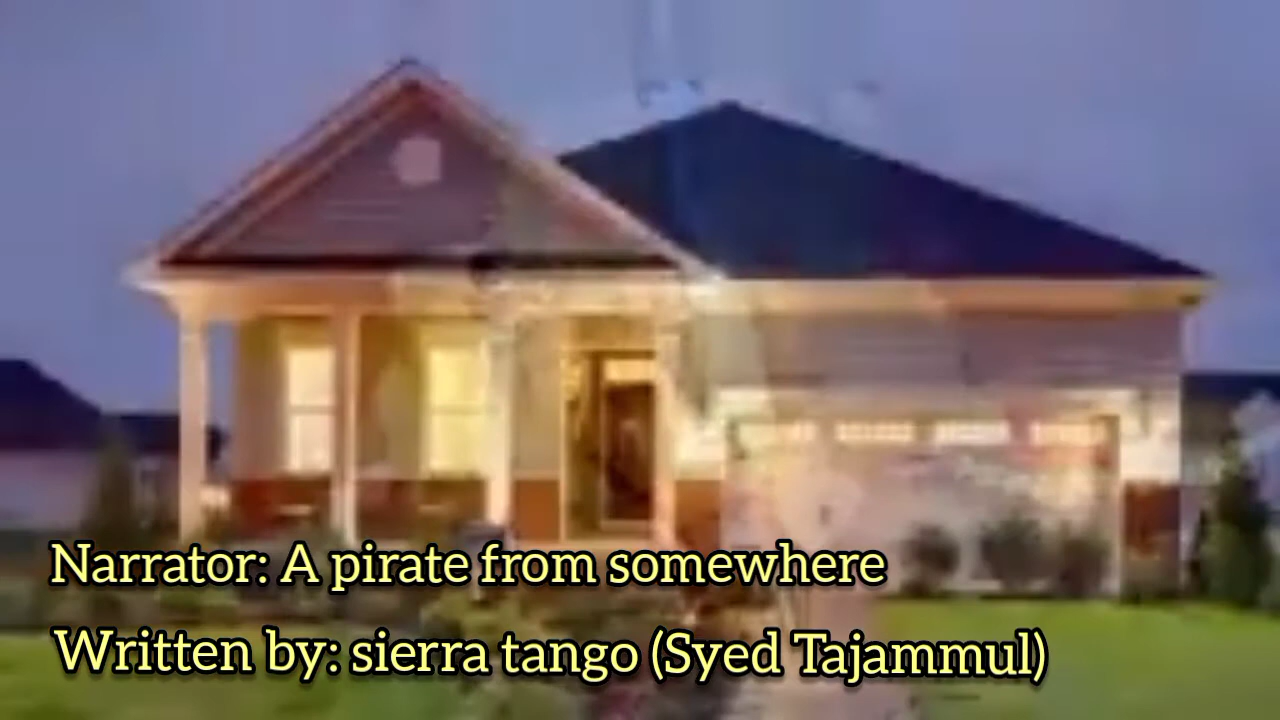 Narrator: A pirate from somewhere
Written by: sierra tango (Syed Tajammul)